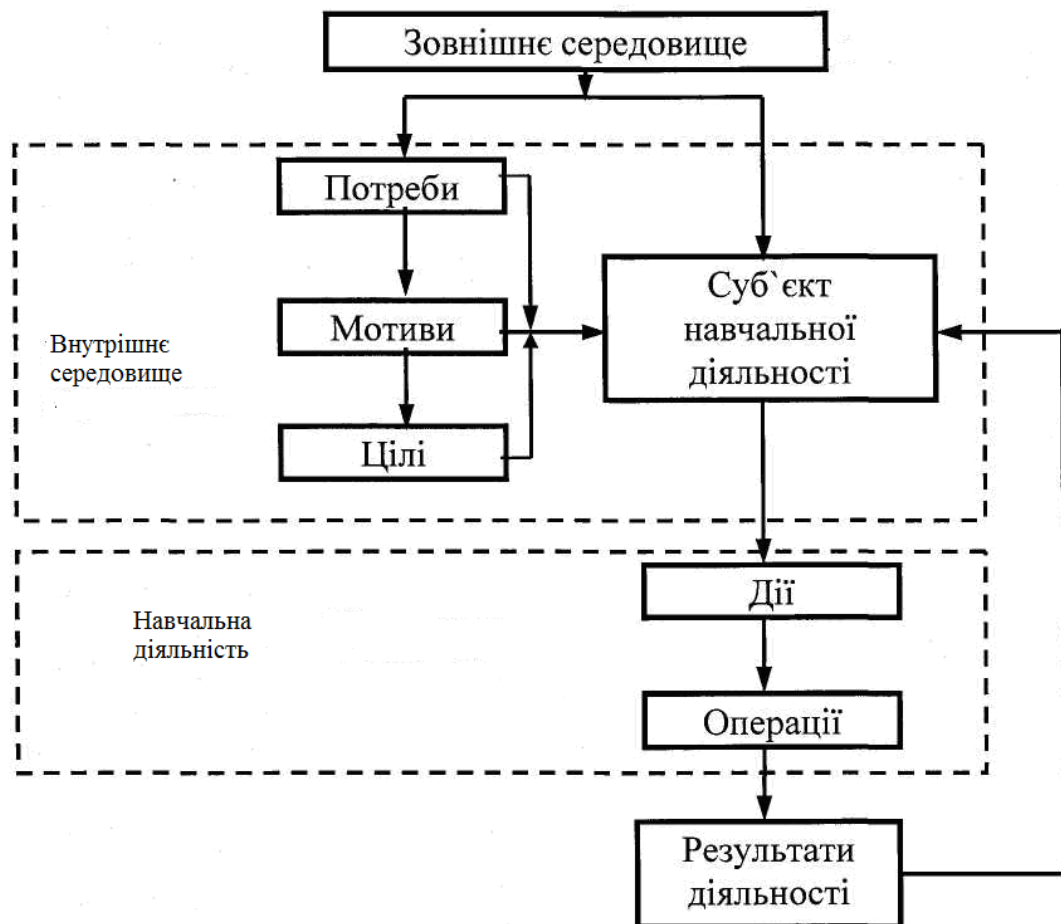 Зовнішнє середовище
Потреби
Мотиви
Цілі
Внутрішнє
середовище
Суб`єкт
навчальної
діяльності
Навчальна
діяльність
Дії
Операції
Результати
діяльності